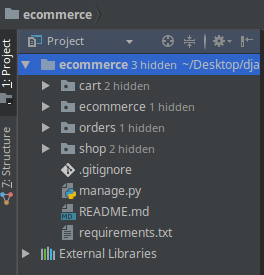 ecommerce
Project
1: Project
7: Structure
ecommerce 3 hidden ~/Desktop/dja
cart 2 hidden
ecommerce 1 hidden
orders 1 hidden
shop 2 hidden
.gitignore
manage.py
README.md
requirements.txt
External Libraries